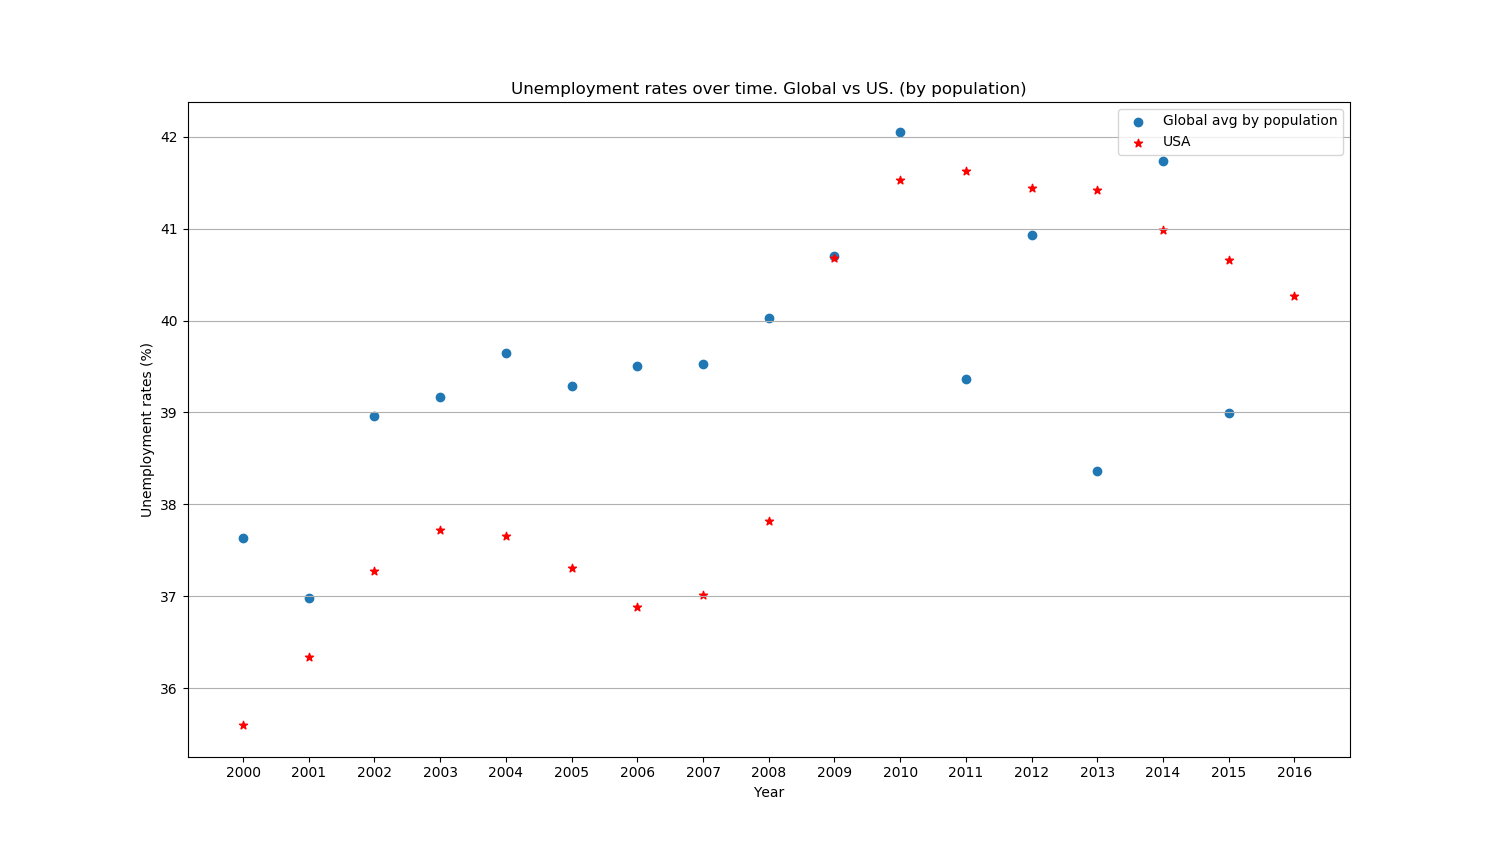 Unemployment rates over time. Global vs US. (by population)
Global avg by population
USA
42
41
40
39
38
37
36
Unemployment rates (%)
2000 2001 2002 2003 2004 2005 2006 2007 2008 2009 2010 2011 2012 2013 2014 2015 2016
Year